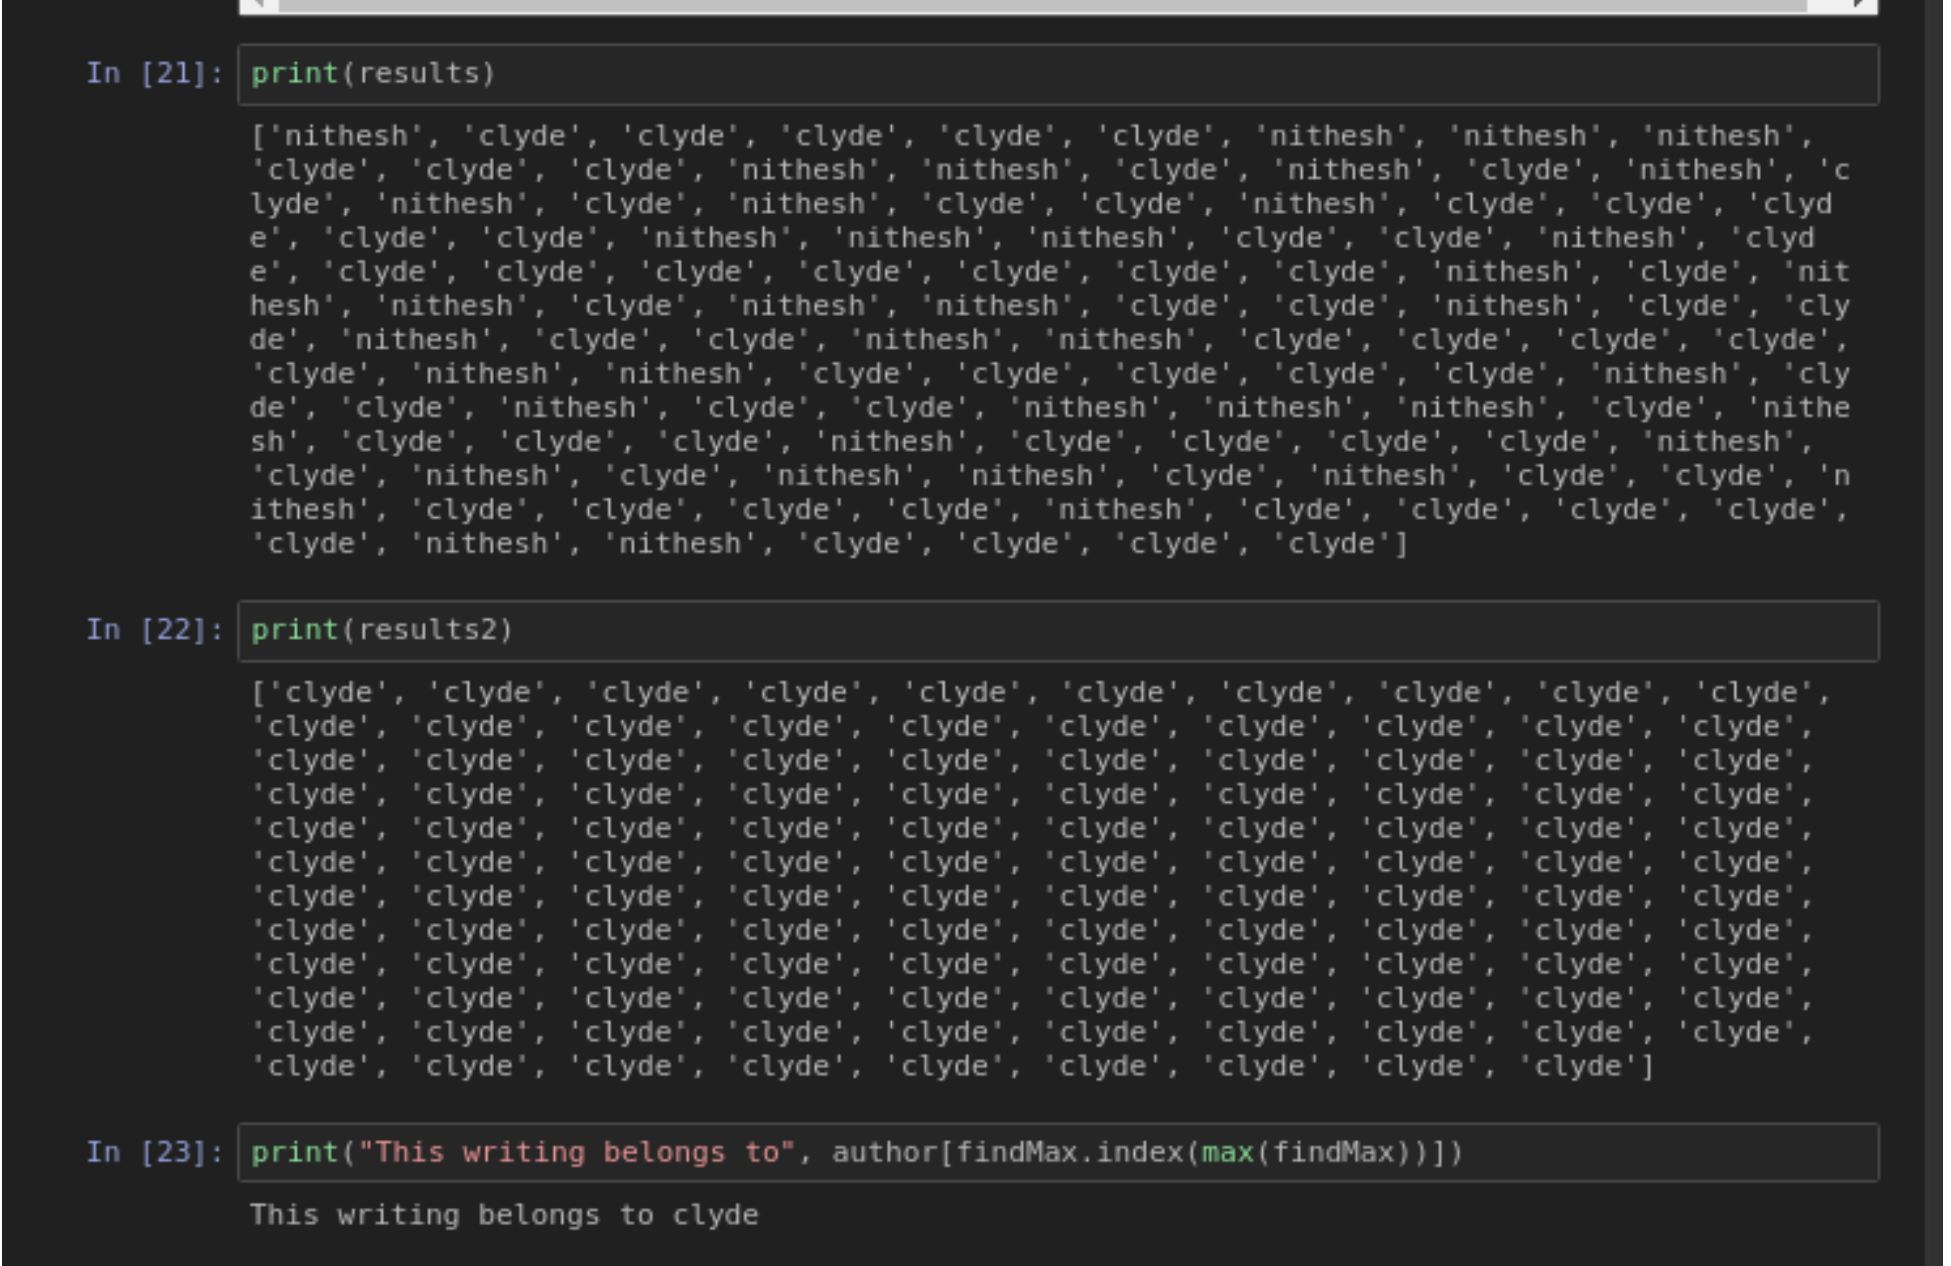 In [21]: print(results)
['nithesh', 'clyde', 'clyde', 'clyde', 'clyde', 'clyde', 'nithesh', 'nithesh', 'nithesh',
'clyde', 'clyde', 'clyde', 'nithesh', 'nithesh', 'clyde', 'nithesh', 'clyde', 'nithesh', 'c
lyde', 'nithesh', 'clyde', 'nithesh', 'clyde', 'clyde', 'nithesh', 'clyde', 'clyde', 'clyd
e', 'clyde', 'clyde', 'nithesh', 'nithesh', 'nithesh', 'clyde', 'clyde', 'nithesh', 'clyd
e', 'clyde', 'clyde', 'clyde', 'clyde', 'clyde', 'clyde', 'clyde', 'nithesh', 'clyde', 'nit
hesh', 'nithesh', 'clyde', 'nithesh', 'nithesh', 'clyde', 'clyde', 'nithesh', 'clyde', 'cly
de', 'nithesh', 'clyde', 'clyde', 'nithesh', 'nithesh', 'clyde', 'clyde', 'clyde', 'clyde',
'clyde', 'nithesh', 'nithesh', 'clyde', 'clyde', 'clyde', 'clyde', 'clyde', 'nithesh', 'cly
de', 'clyde', 'nithesh', 'clyde', 'clyde', 'nithesh', 'nithesh', 'nithesh', 'clyde', 'nithe
sh', 'clyde', 'clyde', 'clyde', 'nithesh', 'clyde', 'clyde', 'clyde', 'clyde', 'nithesh',
'clyde', 'nithesh', 'clyde', 'nithesh', 'nithesh', 'clyde', 'nithesh', 'clyde', 'clyde', 'n
ithesh', 'clyde', 'clyde', 'clyde', 'clyde', 'nithesh', 'clyde', 'clyde', 'clyde', 'clyde',
'clyde', 'nithesh', 'nithesh', 'clyde', 'clyde', 'clyde', 'clyde']
In [22]: print(results2)
['clyde', 'clyde', 'clyde', 'clyde', 'clyde', 'clyde', 'clyde', 'clyde', 'clyde', 'clyde',
'clyde', 'clyde', 'clyde', 'clyde', 'clyde', 'clyde', 'clyde', 'clyde', 'clyde', 'clyde',
'clyde', 'clyde', 'clyde', 'clyde', 'clyde', 'clyde', 'clyde', 'clyde', 'clyde', 'clyde',
'clyde', 'clyde', 'clyde', 'clyde', 'clyde', 'clyde', 'clyde', 'clyde', 'clyde', 'clyde',
'clyde', 'clyde', 'clyde', 'clyde', 'clyde', 'clyde', 'clyde', 'clyde', 'clyde', 'clyde',
'clyde', 'clyde', 'clyde', 'clyde', 'clyde', 'clyde', 'clyde', 'clyde', 'clyde', 'clyde',
'clyde', 'clyde', 'clyde', 'clyde', 'clyde', 'clyde', 'clyde', 'clyde', 'clyde', 'clyde',
'clyde', 'clyde', 'clyde', 'clyde', 'clyde', 'clyde', 'clyde', 'clyde', 'clyde', 'clyde',
'clyde', 'clyde', 'clyde', 'clyde', 'clyde', 'clyde', 'clyde', 'clyde', 'clyde', 'clyde',
'clyde', 'clyde', 'clyde', 'clyde', 'clyde', 'clyde', 'clyde', 'clyde', 'clyde', 'clyde',
'clyde', 'clyde', 'clyde', 'clyde', 'clyde', 'clyde', 'clyde', 'clyde', 'clyde', 'clyde',
'clyde', 'clyde', 'clyde', 'clyde', 'clyde', 'clyde', 'clyde', 'clyde', 'clyde']
In [23]: print("This writing belongs to", author[findMax.index(max(findMax))])
This writing belongs to clyde